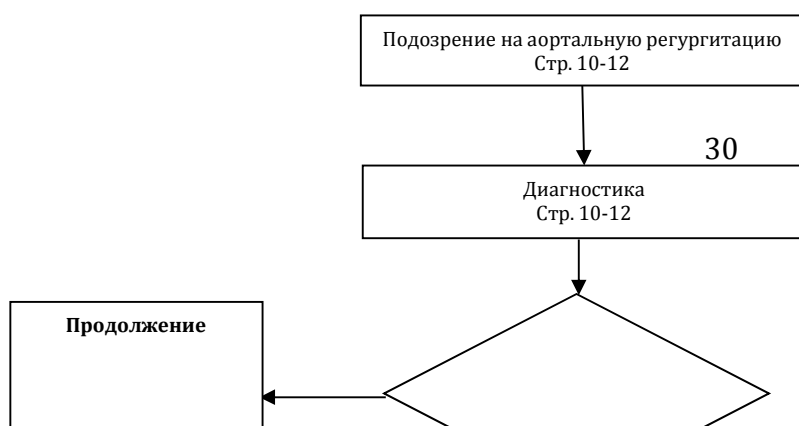 Подозрение на аортальную регургитацию
Стр. 10-12
30
Диагностика
Стр. 10-12
Продолжение